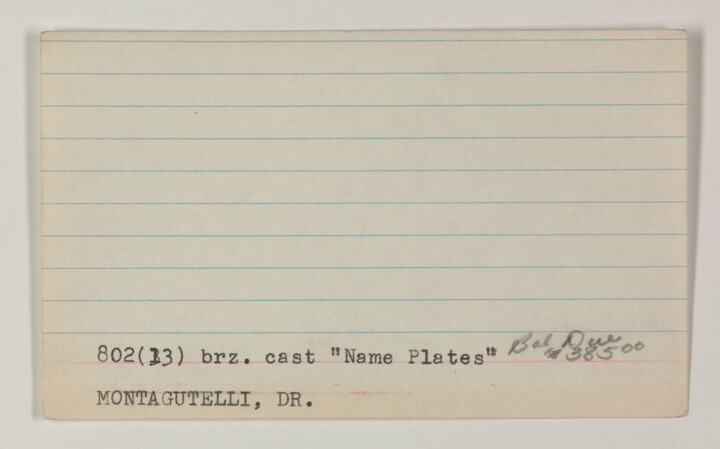 802(13) brz. cast "Name Plates" Bal Due
$385 00
MONTAGUTELLI, DR.